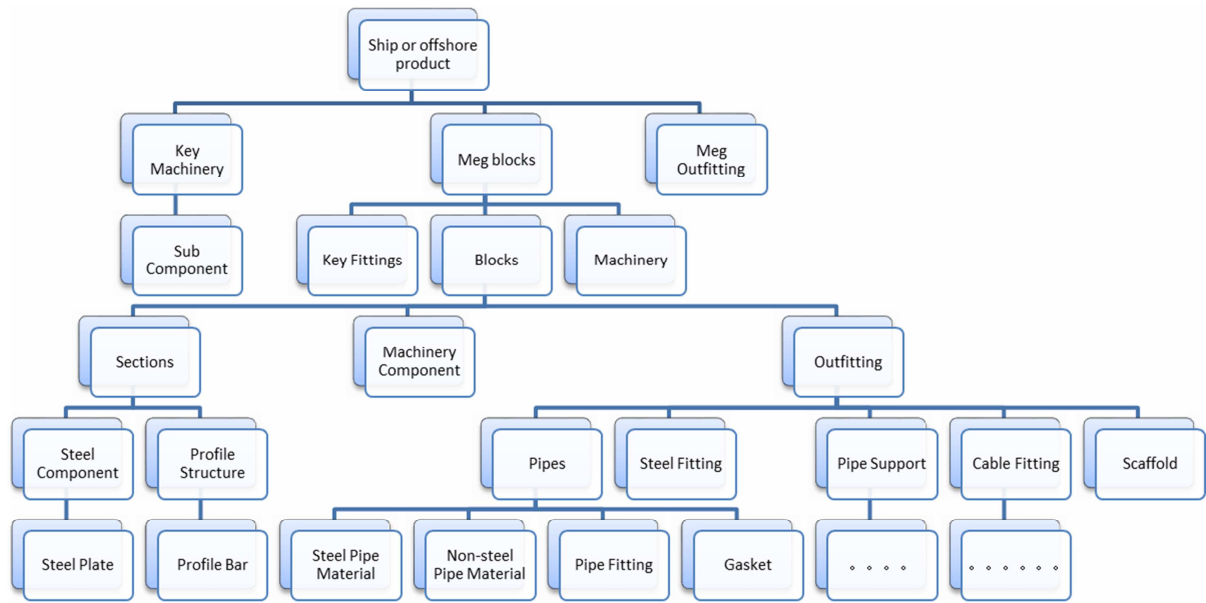 Ship or offshore
product
Key
Machinery
Meg blocks
Meg
Outfitting
Sub
Component
Key Fittings
Blocks
Machinery
Sections
Machinery
Component
Outfitting
Steel
Component
Profile
Structure
Pipes
Steel Fitting
Pipe Support
Cable Fitting
Scaffold
Steel Plate
Profile Bar
Steel Pipe
Material
Non-steel
Pipe Material
Pipe Fitting
Gasket
。。。。
。。。。。。